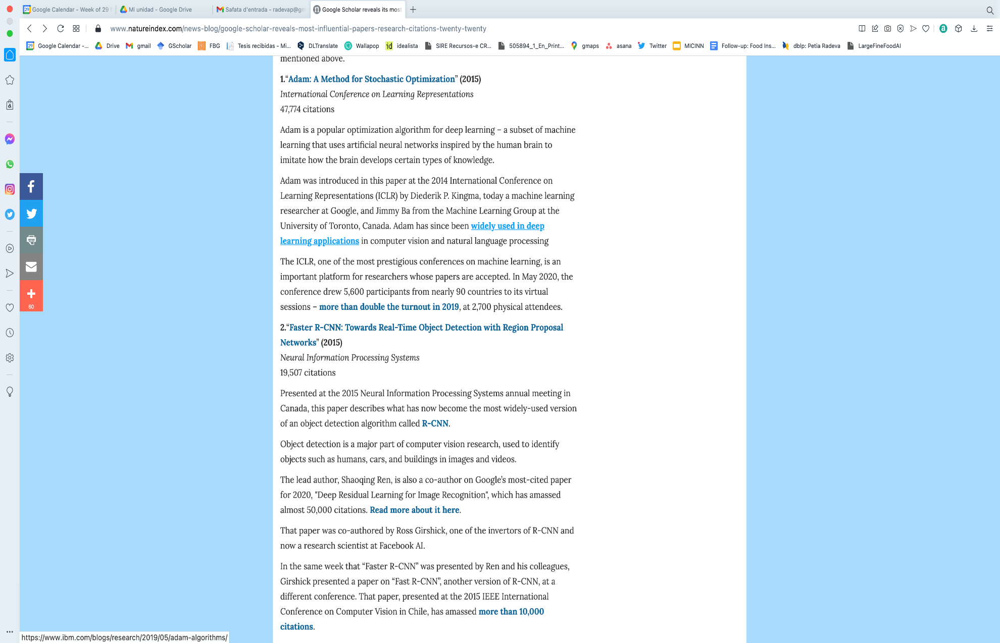 Google Calendar - Week of 29
Mi unidad - Google Drive
Safata d'entrada - radevap@gm
Google Scholar reveals its most
www.natureindex.com/news-blog/google-scholar-reveals-most-influential-papers-research-citations-twenty-twenty
Google Calendar -...
Drive
gmail
GScholar
FBG
Tesis recibidas - Mi...
DLTranslate
Wallapop
idealista
SIRE Recursos-e CR...
505894_1_En_Print...
gmaps
asana
Twitter
MICINN
Follow-up: Food Ins...
dblp: Petia Radeva
LargeFineFoodAI
mentioned above.
1.“Adam: A Method for Stochastic Optimization” (2015)
International Conference on Learning Representations
47,774 citations
Adam is a popular optimization algorithm for deep learning – a subset of machine
learning that uses artificial neural networks inspired by the human brain to
imitate how the brain develops certain types of knowledge.
Adam was introduced in this paper at the 2014 International Conference on
Learning Representations (ICLR) by Diederik P. Kingma, today a machine learning
researcher at Google, and Jimmy Ba from the Machine Learning Group at the
University of Toronto, Canada. Adam has since been widely used in deep
learning applications in computer vision and natural language processing
The ICLR, one of the most prestigious conferences on machine learning, is an
important platform for researchers whose papers are accepted. In May 2020, the
conference drew 5,600 participants from nearly 90 countries to its virtual
sessions – more than double the turnout in 2019, at 2,700 physical attendees.
60
2.“Faster R-CNN: Towards Real-Time Object Detection with Region Proposal
Networks” (2015)
Neural Information Processing Systems
19,507 citations
Presented at the 2015 Neural Information Processing Systems annual meeting in
Canada, this paper describes what has now become the most widely-used version
of an object detection algorithm called R-CNN.
Object detection is a major part of computer vision research, used to identify
objects such as humans, cars, and buildings in images and videos.
The lead author, Shaoqing Ren, is also a co-author on Google’s most-cited paper
for 2020, "Deep Residual Learning for Image Recognition", which has amassed
almost 50,000 citations. Read more about it here.
That paper was co-authored by Ross Girshick, one of the invertors of R-CNN and
now a research scientist at Facebook AI.
In the same week that “Faster R-CNN” was presented by Ren and his colleagues,
Girshick presented a paper on “Fast R-CNN”, another version of R-CNN, at a
different conference. That paper, presented at the 2015 IEEE International
Conference on Computer Vision in Chile, has amassed more than 10,000
citations.
https://www.ibm.com/blogs/research/2019/05/adam-algorithms/